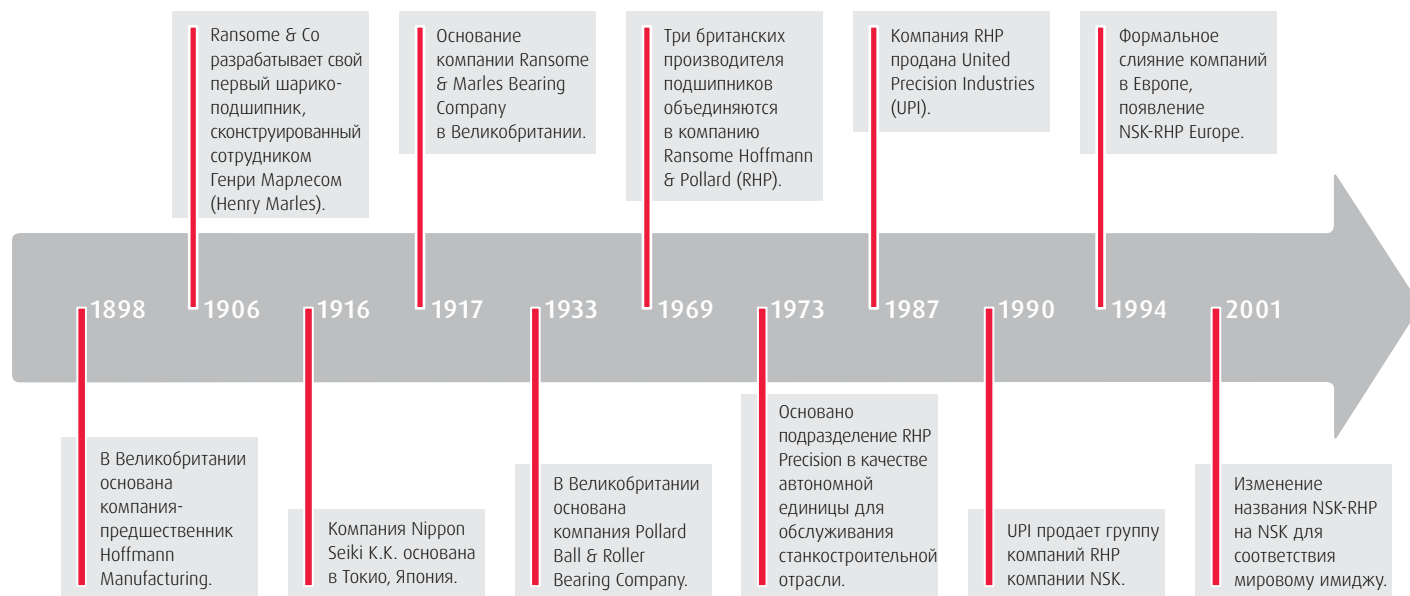 Ransome & Co
разрабатывает свой
первый шарико-
подшипник,
сконструированный
сотрудником
Генри Марлесом
(Henry Marles).
Основание
компании Ransome
& Marles Bearing
Company
в Великобритании.
Три британских
производителя
подшипников
объединяются
в компанию
Ransome Hoffmann
& Pollard (RHP).
Компания RHP
продана United
Precision Industries
(UPI).
Формальное
слияние компаний
в Европе,
появление
NSK-RHP Europe.
1898
1906
1916
1917
1933
1969
1973
1987
1990
1994
2001
В Великобритании
основана
компания-
предшественник
Hoffmann
Manufacturing.
Компания Nippon
Seiki K.K. основана
в Токио, Япония.
В Великобритании
основана
компания Pollard
Ball & Roller
Bearing Company.
Основано
подразделение RHP
Precision в качестве
автономной
единицы для
обслуживания
станкостроительной
отрасли.
UPI продает группу
компаний RHP
компании NSK.
Изменение
названия NSK-RHP
на NSK для
соответствия
мировому имиджу.